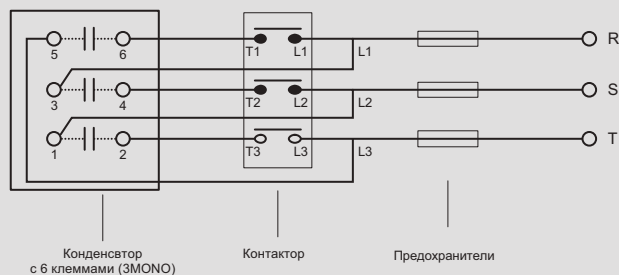 5 6 T1 L1 L1 R
3 4 T2 L2 L2 S
1 2 T3 L3 L3 T
Конденсвтор Контактор Предохранители
с 6 клеммами (3MONO)